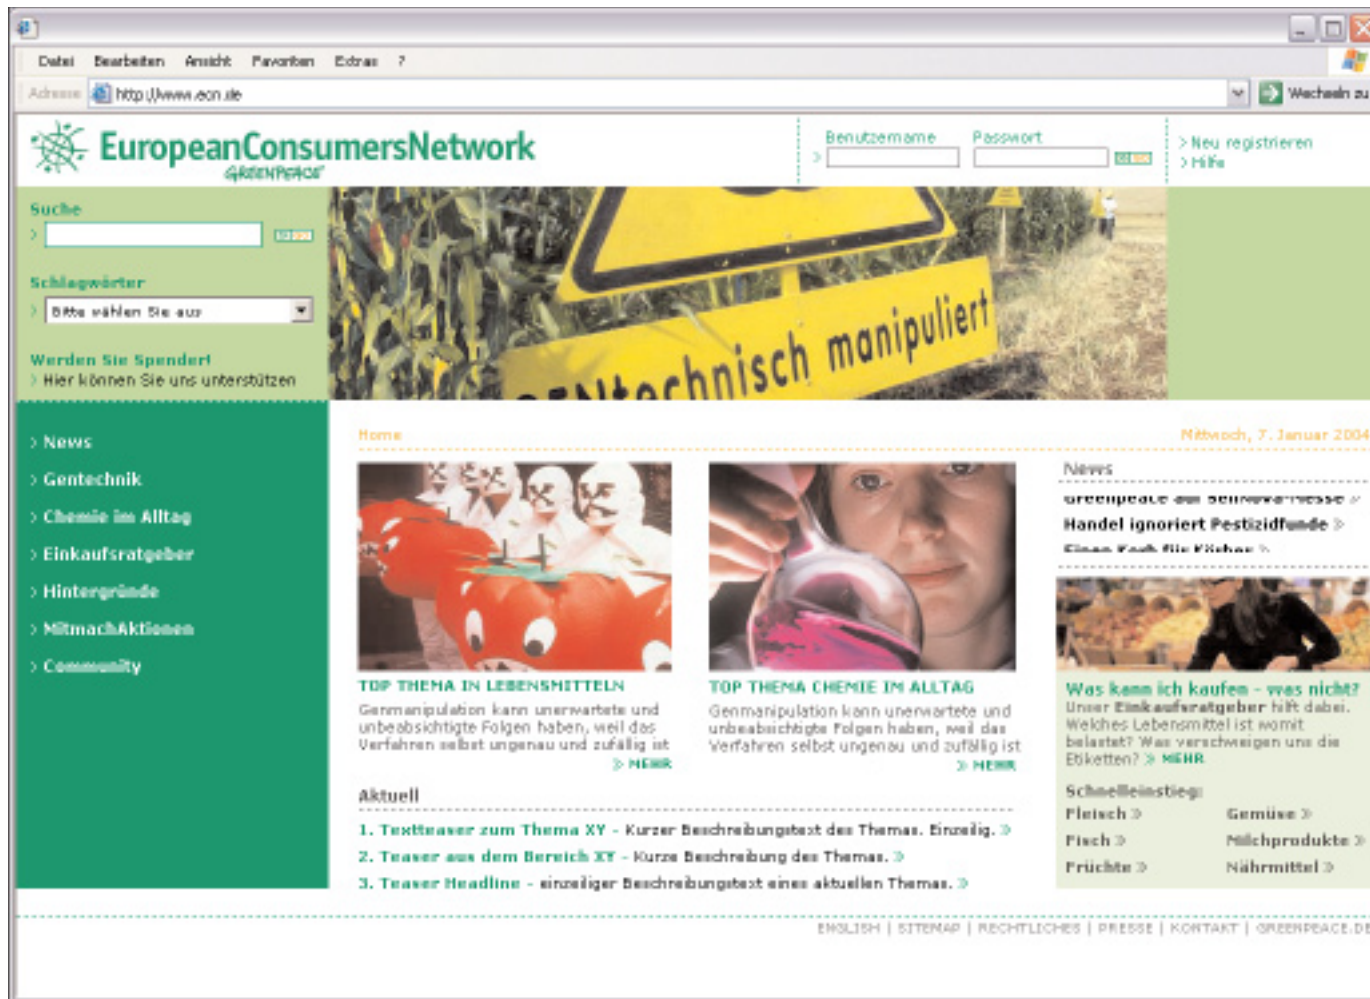 Datei Bearbeiten Ansicht Favoriten Extras ?
Adresse http://www.ecn.de Wechseln zu
EuropeanConsumersNetwork
GREENPEACE
Benutzername Passwort
> Neu registrieren
> Hilfe
Suche
Schlagwörter
Bitte wählen Sie aus
Werden Sie Spender!
> Hier können Sie uns unterstützen
GENtechnisch manipuliert
> News
> Gentechnik
> Chemie im Alltag
> Einkaufsratgeber
> Hintergründe
> MitmachAktionen
> Community
Home
Mittwoch, 7. Januar 2004
TOP THEMA IN LEBENSMITTELN
Genmanipulation kann unerwartete und
unbeabsichtigte Folgen haben, weil das
Verfahren selbst ungenau und zufällig ist
» MEHR
TOP THEMA CHEMIE IM ALLTAG
Genmanipulation kann unerwartete und
unbeabsichtigte Folgen haben, weil das
Verfahren selbst ungenau und zufällig ist
» MEHR
Aktuell
1. Textteaser zum Thema XY - Kurzer Beschreibungstext des Themas. Einzeilig. »
2. Teaser aus dem Bereich XY - Kurze Beschreibung des Themas. »
3. Teaser Headline - einzeiliger Beschreibungstext eines aktuellen Themas. »
News
Greenpeace auf -Messe »
Handel ignoriert Pestizidfunde »
Einen Korb für »
Was kann ich kaufen - was nicht?
Unser Einkaufsratgeber hilft dabei.
Welches Lebensmittel ist womit
belastet? Was verschweigen uns die
Etiketten? » MEHR
Schnelleinstieg:
Fleisch » Gemüse »
Fisch » Milchprodukte »
Früchte » Nährmittel »
ENGLISH | SITEMAP | RECHTLICHES | PRESSE | KONTAKT | GREENPEACE.DE